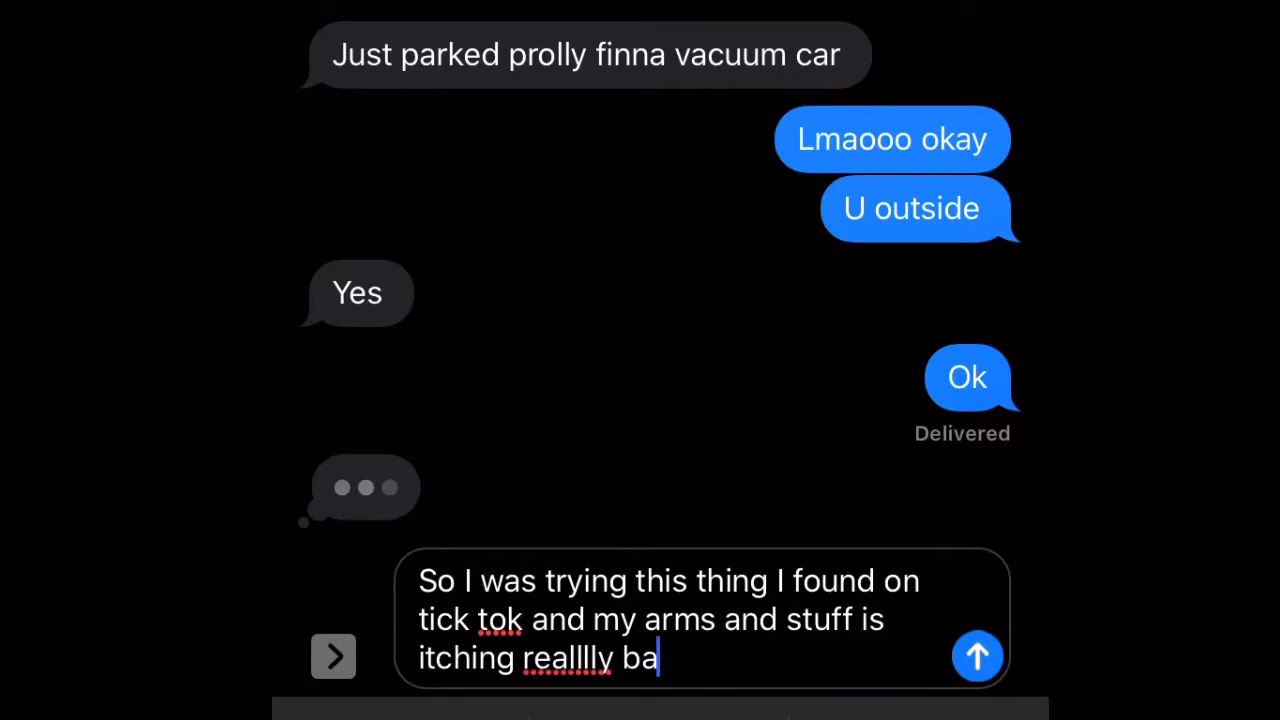 Just parked prolly finna vacuum car
Lmaooo okay
U outside
Yes
Ok
Delivered
So I was trying this thing I found on
tick tok and my arms and stuff is
itching realllly ba